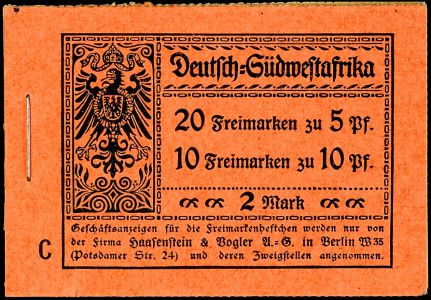 Deutsch=Südwestafrika
20 Freimarken zu 5 Pf.
10 Freimarken zu 10 Pf.
2 Mark
Geschäftsanzeigen für die Freimarkenheftchen werden nur von
der Firma Haasenstein & Vogler A.=G. in Berlin W 35
(Potsdamer Str. 24) und deren Zweigstellen angenommen.
C